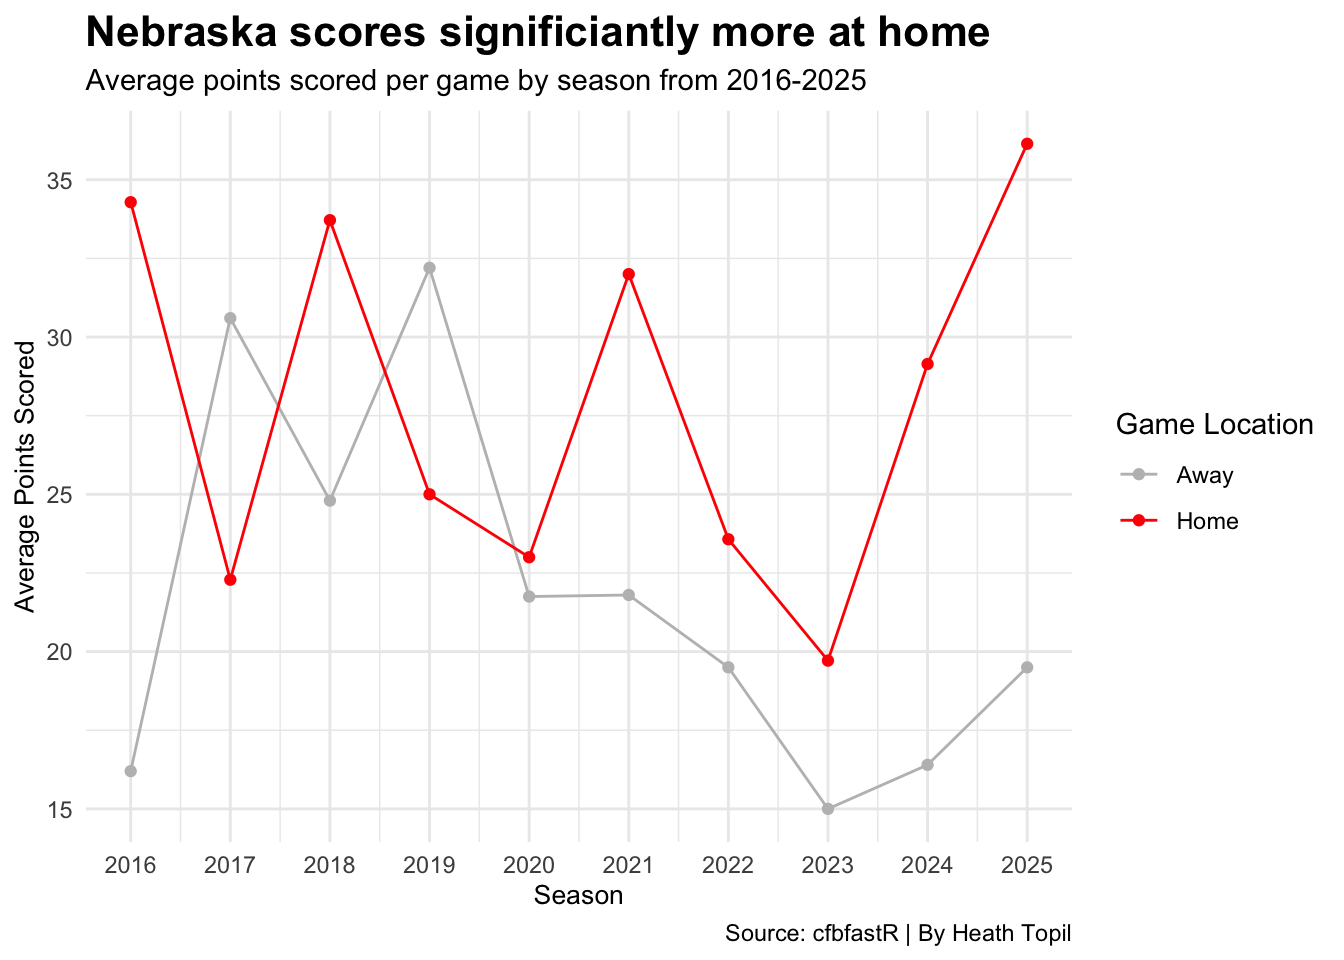 Nebraska scores significiantly more at home
Average points scored per game by season from 2016-2025
Average Points Scored
35
30
25
20
15
2016 2017 2018 2019 2020 2021 2022 2023 2024 2025
Season
Game Location
Away
Home
Source: cfbfastR | By Heath Topil